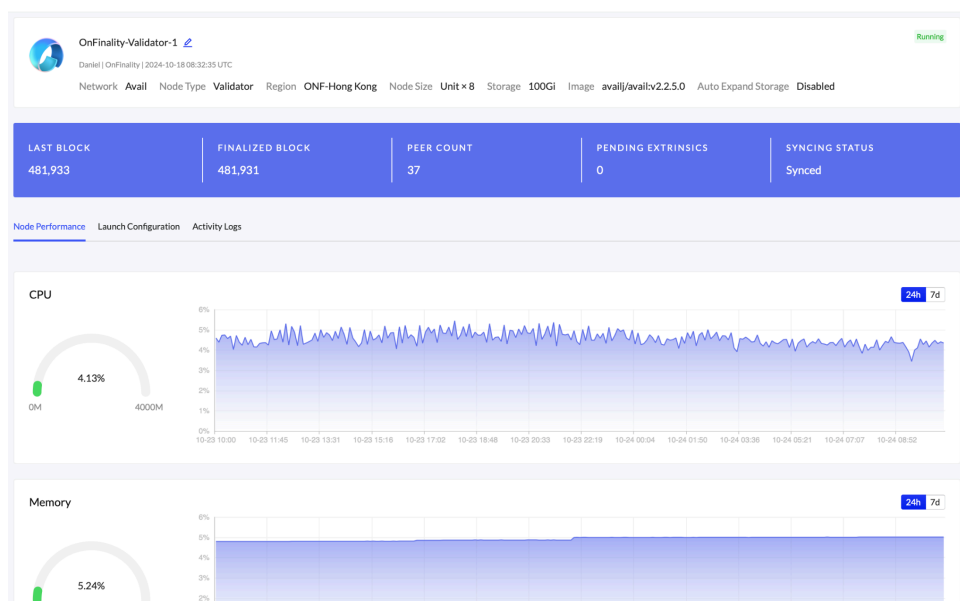 OnFinality-Validator-1
Running
Daniel | OnFinality | 2024-10-18 08:32:35 UTC
Network Avail Node Type Validator Region ONF-Hong Kong Node Size Unit × 8 Storage 100Gi Image availj/avail:v2.2.5.0 Auto Expand Storage Disabled
LAST BLOCK FINALIZED BLOCK PEER COUNT PENDING EXTRINSICS SYNCING STATUS
481,933 481,931 37 0 Synced
Node Performance Launch Configuration Activity Logs
CPU
24h 7d
6%
5%
4%
3%
2%
1%
0%
4.13%
0M 4000M
10-23 10:00 10-23 11:45 10-23 13:31 10-23 15:16 10-23 17:02 10-23 18:48 10-23 20:33 10-23 22:19 10-24 00:04 10-24 01:50 10-24 03:36 10-24 05:21 10-24 07:07 10-24 08:52
Memory
24h 7d
6%
5%
4%
3%
2%
5.24%